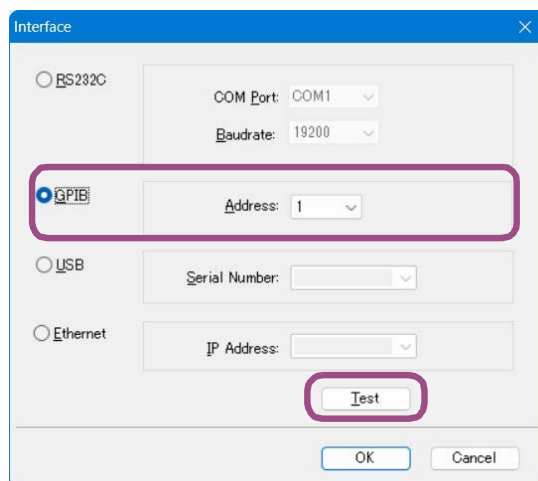 Interface
RS232C
COM Port: COM1
Baudrate: 19200
GPIB
Address: 1
USB
Serial Number:
Ethernet
IP Address:
Test
OK Cancel